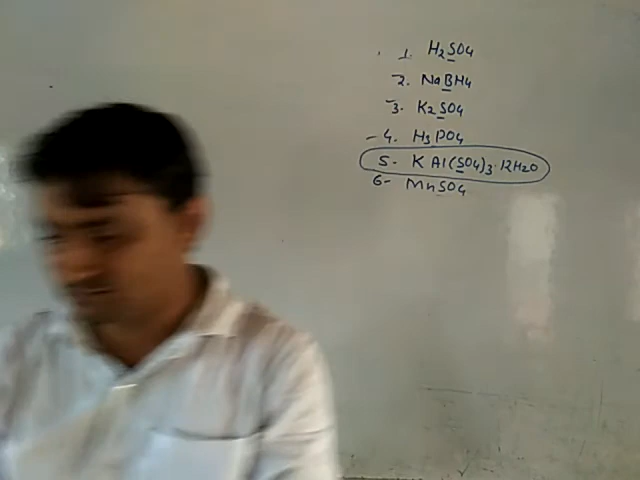 1. H2SO4
2. NaBH4
3. K2SO4
4. H3PO4
5- K Al(SO4)3.12H2O
6- MnSO4